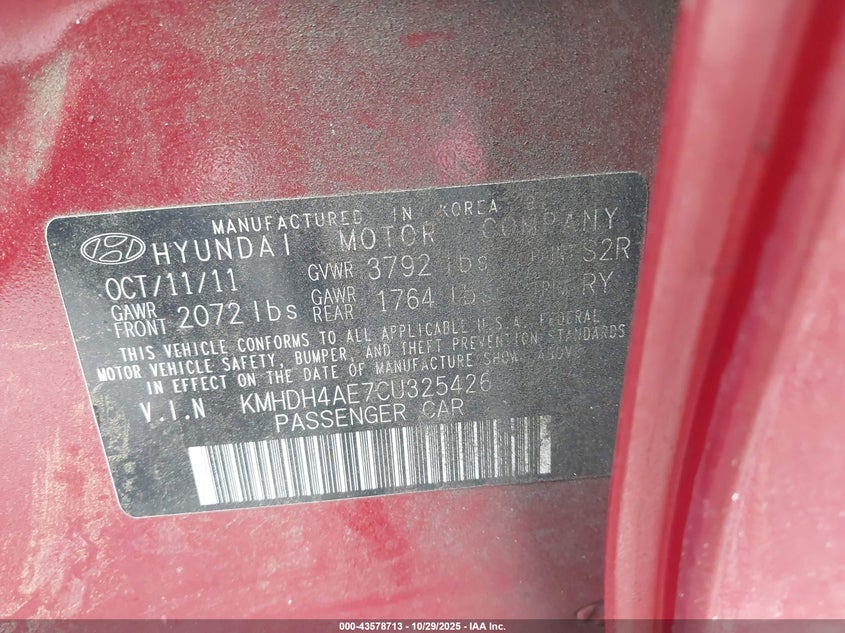 MANUFACTURED IN KOREA
HYUNDAI MOTOR COMPANY
OCT/11/11 GVWR 3792 lbs S2R
GAWR FRONT 2072 lbs GAWR REAR 1764 lbs RY
THIS VEHICLE CONFORMS TO ALL APPLICABLE U.S.A. FEDERAL
MOTOR VEHICLE SAFETY, BUMPER, AND THEFT PREVENTION STANDARDS
IN EFFECT ON THE DATE OF MANUFACTURE SHOWN ABOVE
V.I.N KMHDH4AE7CU325426
PASSENGER CAR
000-43578713 - 10/29/2025 - IAA Inc.